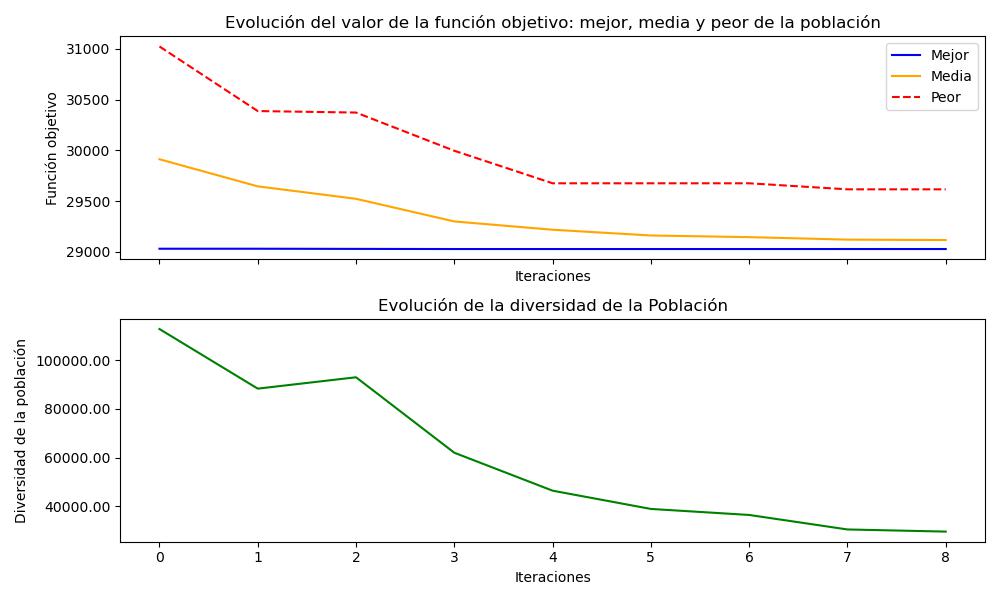 Evolución del valor de la función objetivo: mejor, media y peor de la población
31000
30500
30000
29500
29000
Función objetivo
Mejor
Media
Peor
Iteraciones
Evolución de la diversidad de la Población
100000.00
80000.00
60000.00
40000.00
Diversidad de la población
0 1 2 3 4 5 6 7 8
Iteraciones